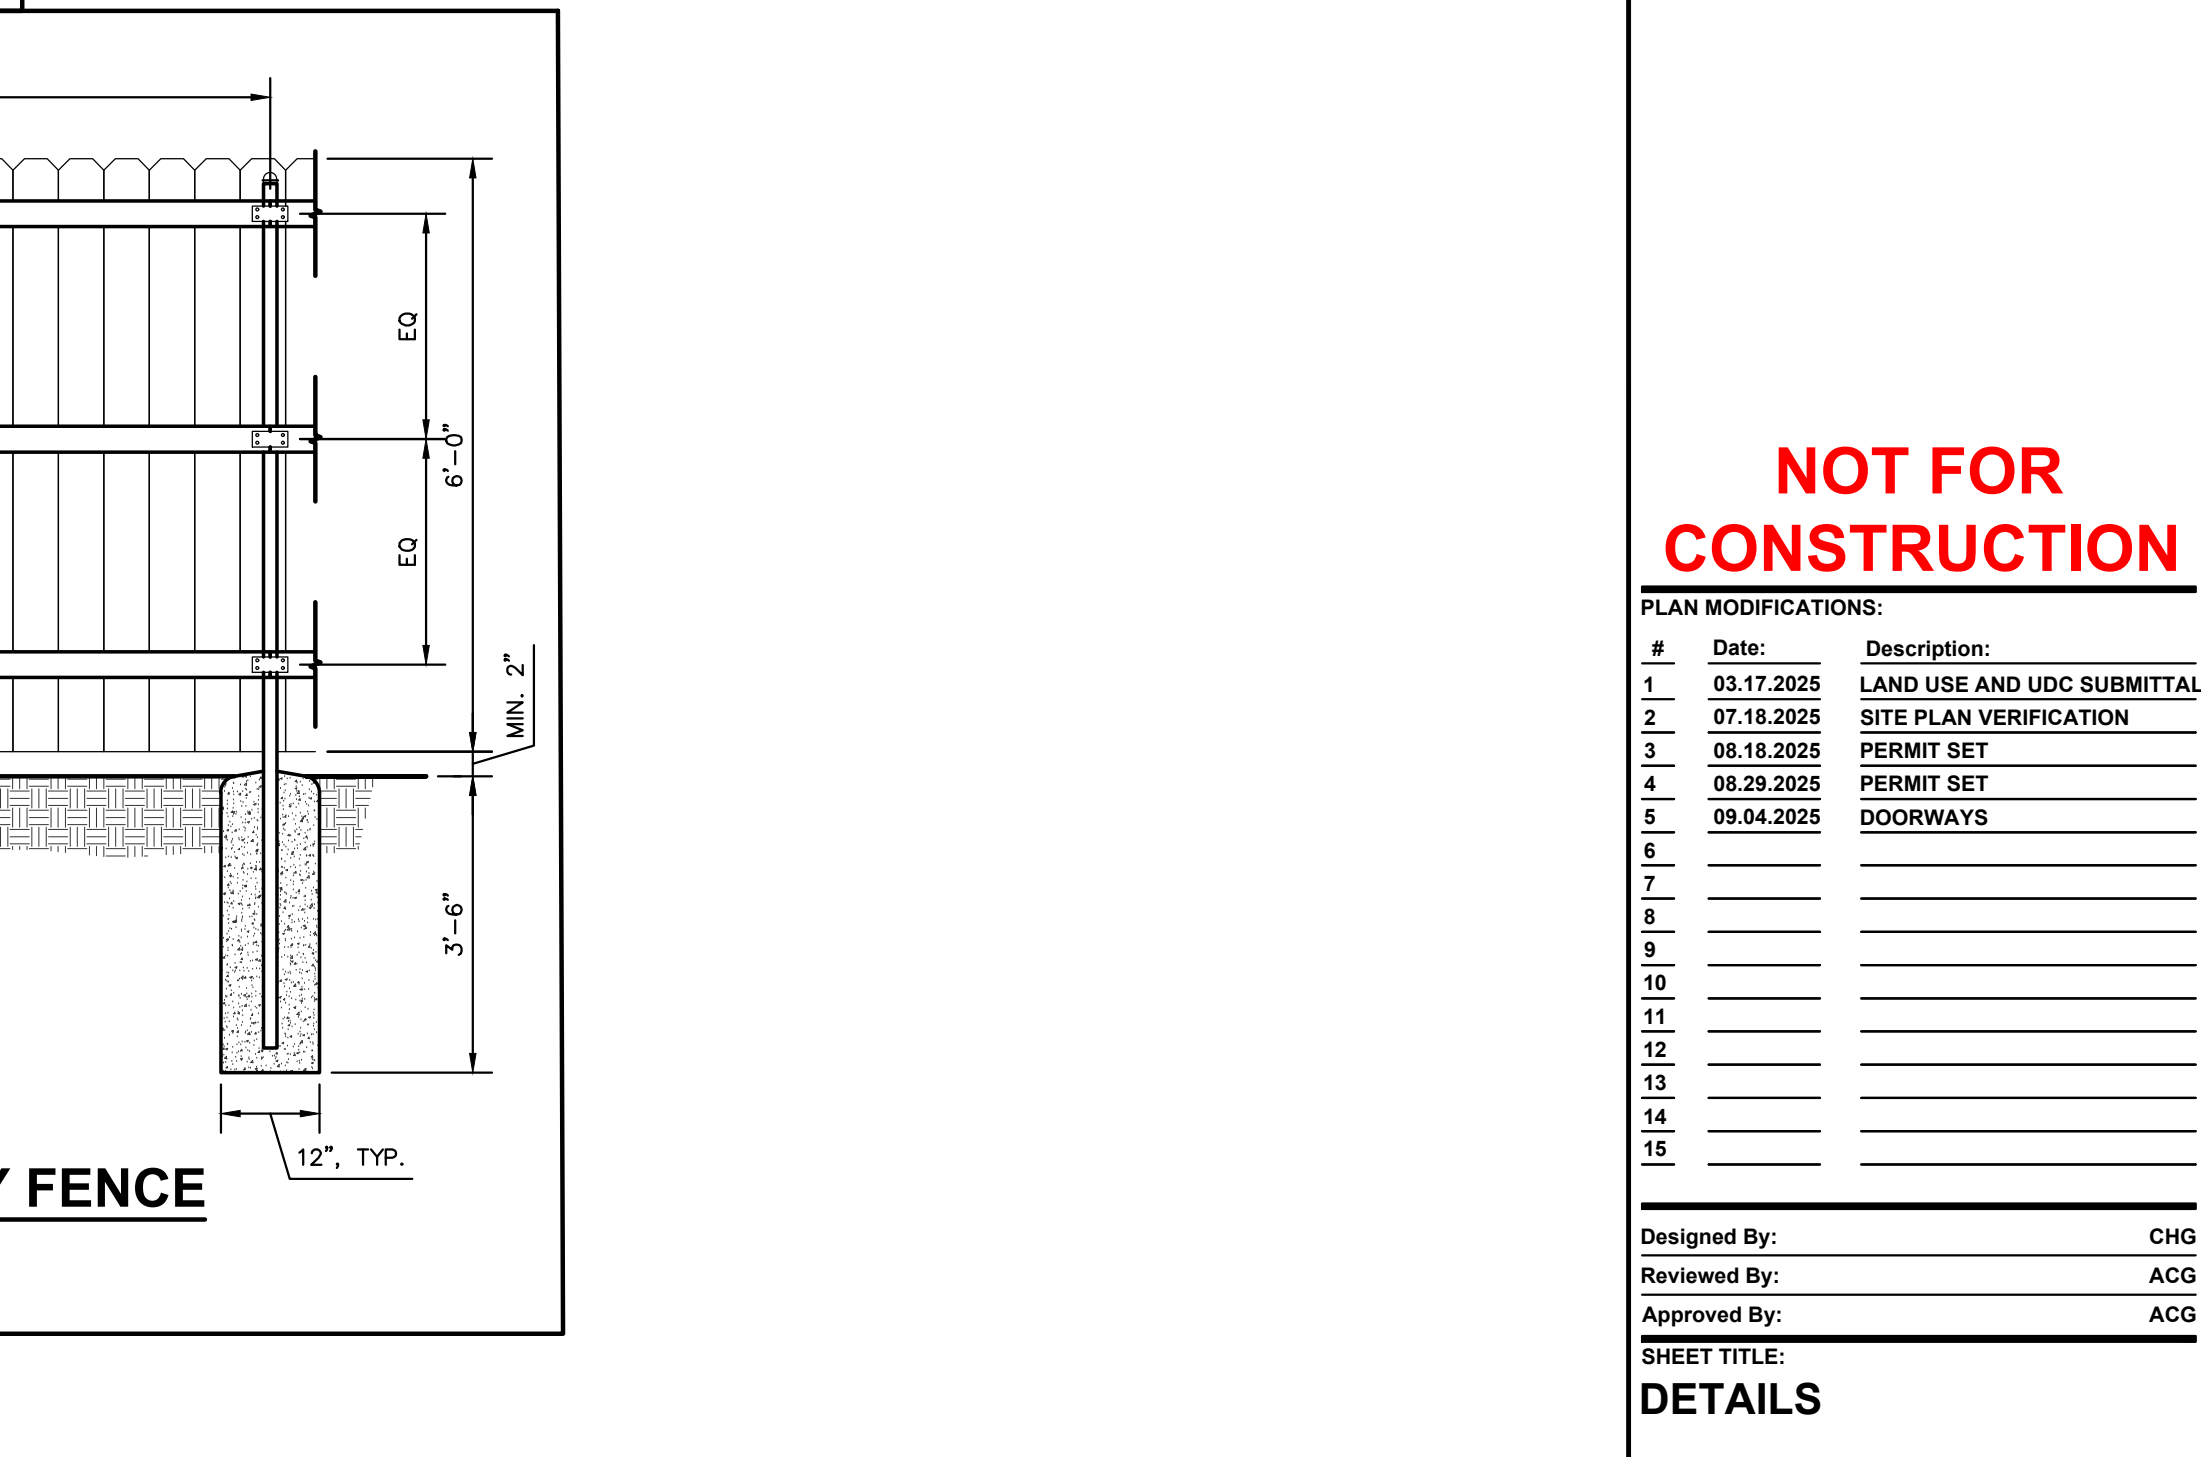 EQ
6'-0"
EQ
MIN. 2"
3'-6"
12", TYP.
Y FENCE
NOT FOR
CONSTRUCTION
PLAN MODIFICATIONS:
# Date: Description:
1 03.17.2025 LAND USE AND UDC SUBMITTAL
2 07.18.2025 SITE PLAN VERIFICATION
3 08.18.2025 PERMIT SET
4 08.29.2025 PERMIT SET
5 09.04.2025 DOORWAYS
6
7
8
9
10
11
12
13
14
15
Designed By: CHG
Reviewed By: ACG
Approved By: ACG
SHEET TITLE:
DETAILS